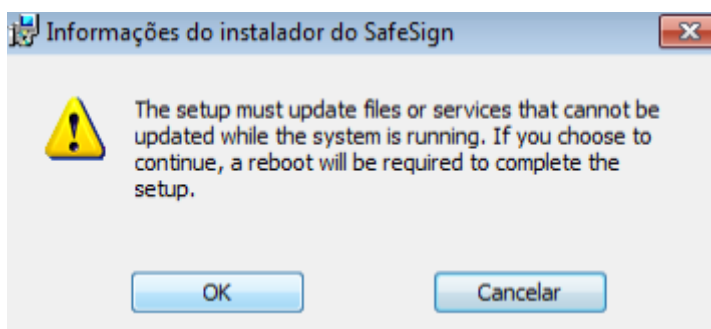 Informações do instalador do SafeSign
The setup must update files or services that cannot be
updated while the system is running. If you choose to
continue, a reboot will be required to complete the
setup.
OK
Cancelar